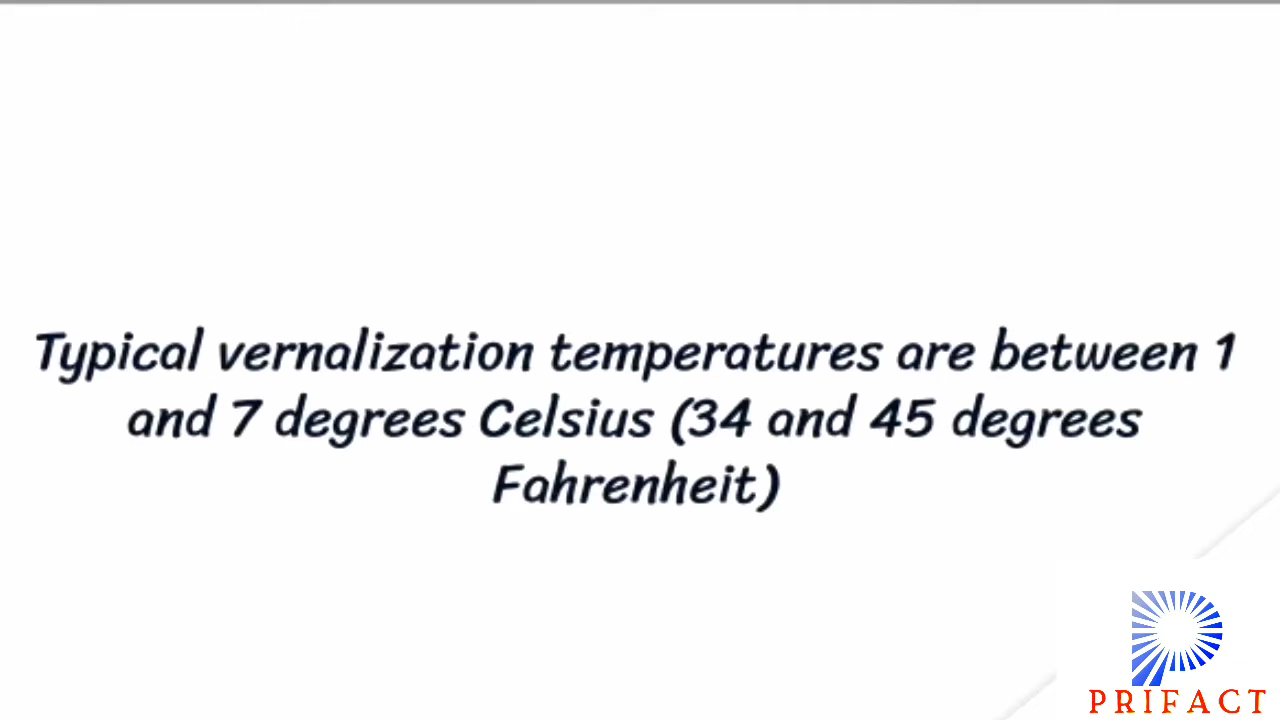 Typical vernalization temperatures are between 1
and 7 degrees Celsius (34 and 45 degrees
Fahrenheit)
PRIFACT